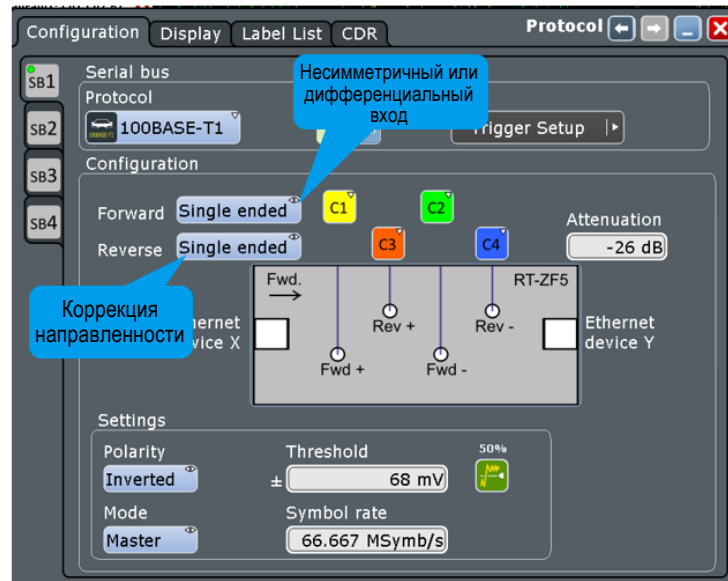 Configuration Display Label List CDR Protocol
SB1
SB2
SB3
SB4
Serial bus
Protocol
100BASE-T1
Trigger Setup
Несимметричный или
дифференциальный
вход
Configuration
Forward Single ended C1 C2
Reverse Single ended C3 C4
Attenuation
-26 dB
Коррекция
направленности
Fwd. RT-ZF5
Rev + Rev -
Fwd + Fwd -
Ethernet
device Y
Settings
Polarity Threshold 50%
Inverted ± 68 mV
Mode Symbol rate
Master 66.667 MSymb/s